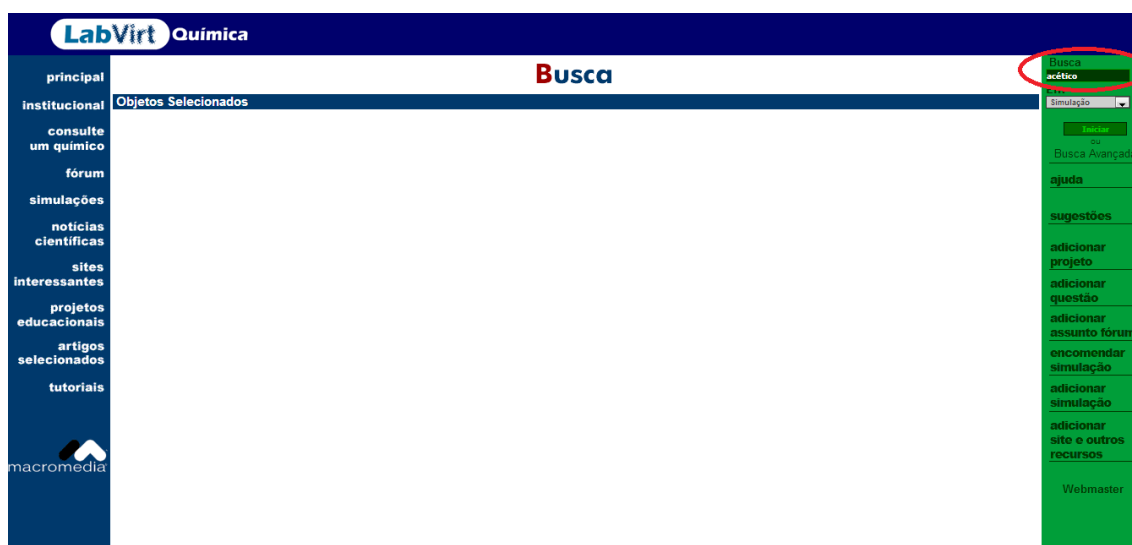 LabVirt Química
principal
institucional
consulte
um químico
fórum
simulações
notícias
científicas
sites
interessantes
projetos
educacionais
artigos
selecionados
tutoriais
macromedia
Busca
Objetos Selecionados
Busca
acético
Simulação
Iniciar
ou
Busca Avançad
ajuda
sugestões
adicionar
projeto
adicionar
questão
adicionar
assunto fórum
encomendar
simulação
adicionar
simulação
adicionar
site e outros
recursos
Webmaster